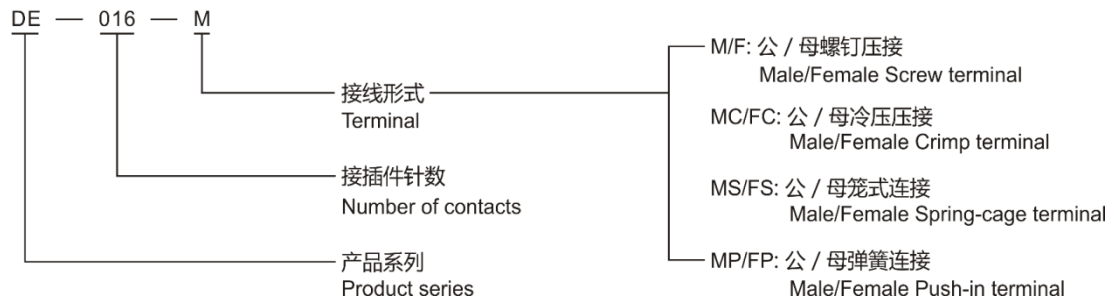 DE — 016 — M
M/F: 公 / 母螺钉压接
Male/Female Screw terminal
接线形式
Terminal
MC/FC: 公 / 母冷压压接
Male/Female Crimp terminal
接插件针数
Number of contacts
MS/FS: 公 / 母笼式连接
Male/Female Spring-cage terminal
产品系列
Product series
MP/FP: 公 / 母弹簧连接
Male/Female Push-in terminal